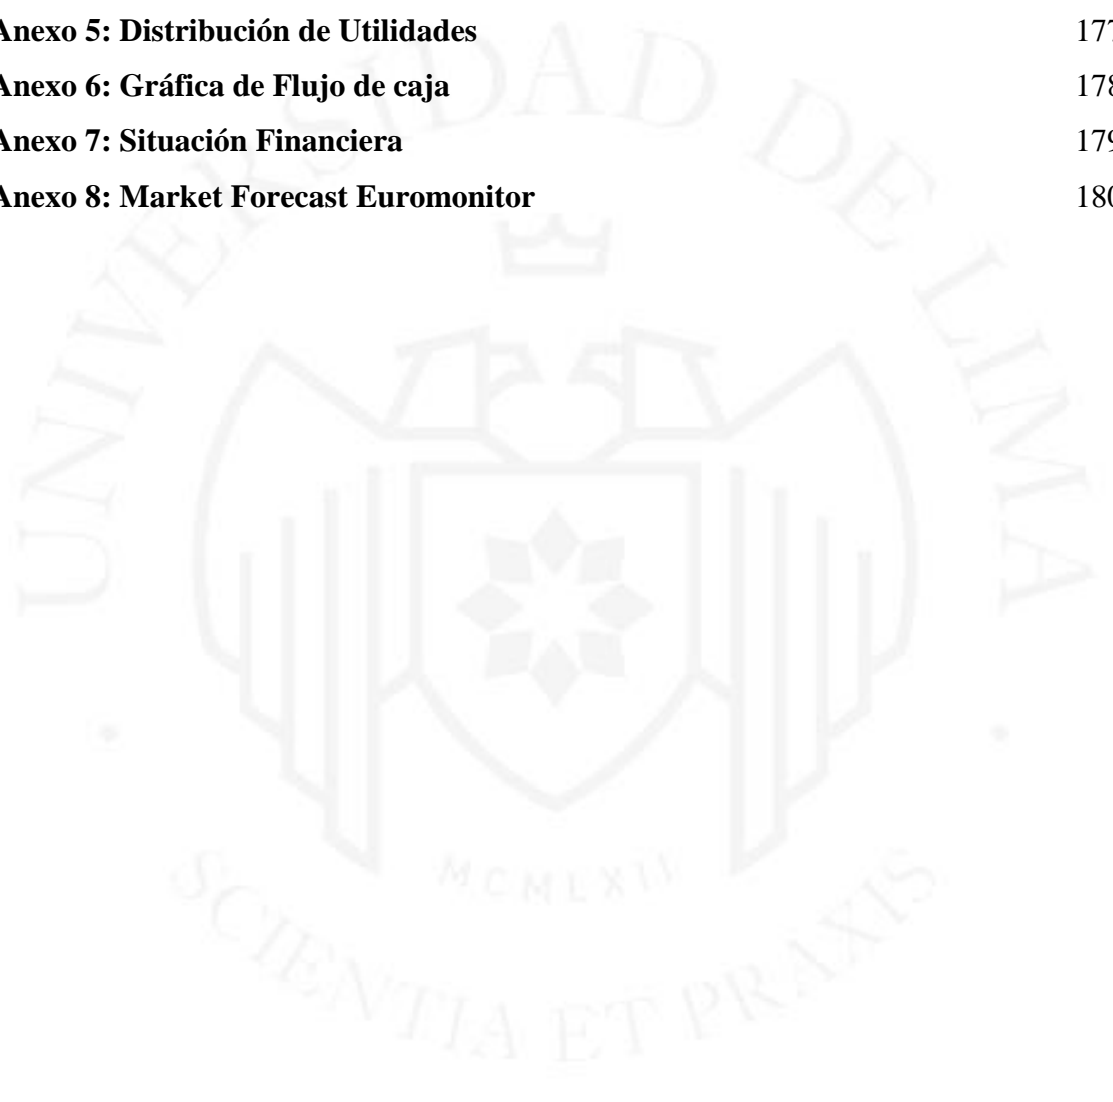 Anexo 5: Distribución de Utilidades 177
Anexo 6: Gráfica de Flujo de caja 178
Anexo 7: Situación Financiera 179
Anexo 8: Market Forecast Euromonitor 180
UNIVERSIDAD DE LIMA
MCMLXII
SCIENTIA ET PRAXIS